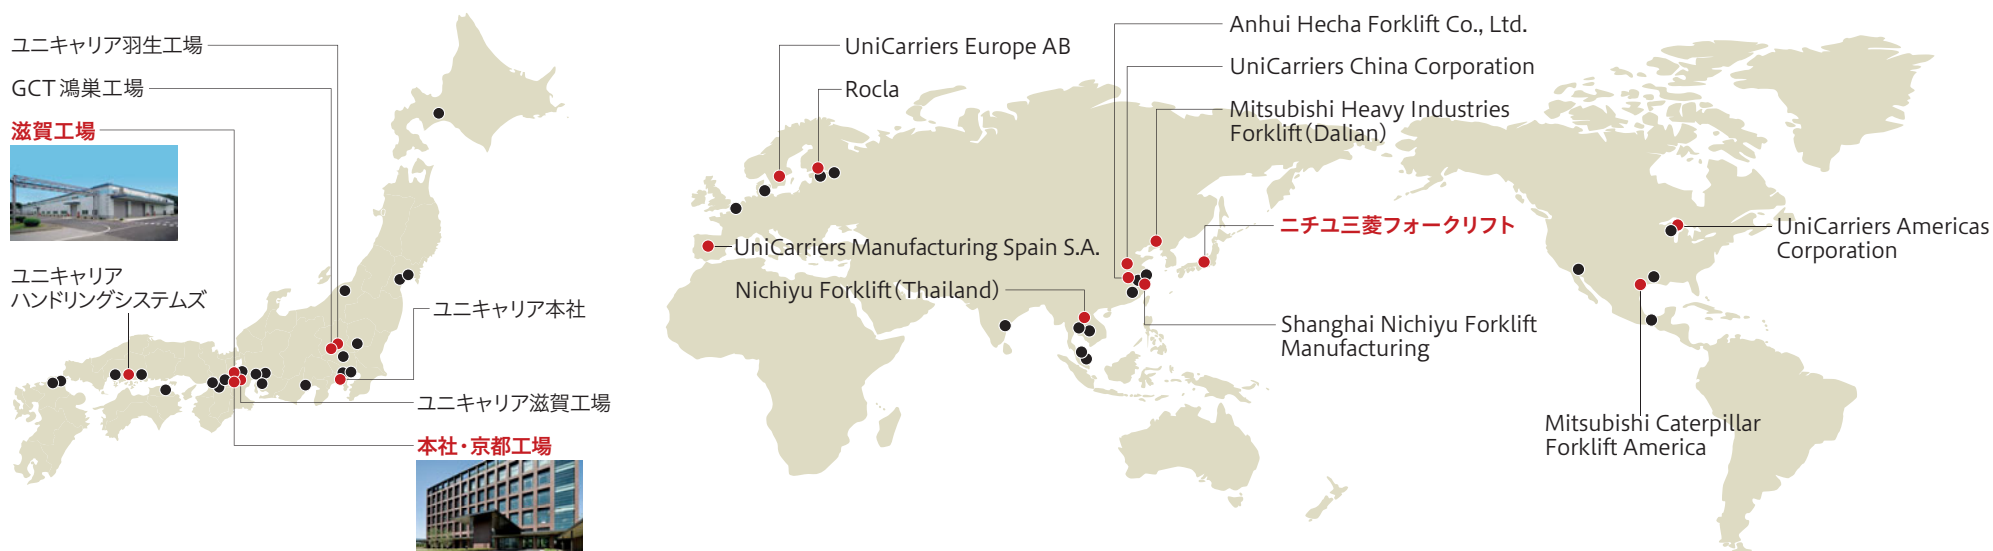 ユニキャリア羽生工場
GCT 鴻巣工場
滋賀工場
ユニキャリア
ハンドリングシステムズ
ユニキャリア本社
ユニキャリア滋賀工場
本社・京都工場
UniCarriers Europe AB
Rocla
UniCarriers Manufacturing Spain S.A.
Nichiyu Forklift(Thailand)
Anhui Hecha Forklift Co., Ltd.
UniCarriers China Corporation
Mitsubishi Heavy Industries
Forklift(Dalian)
ニチユ三菱フォークリフト
Shanghai Nichiyu Forklift
Manufacturing
UniCarriers Americas
Corporation
Mitsubishi Caterpillar
Forklift America